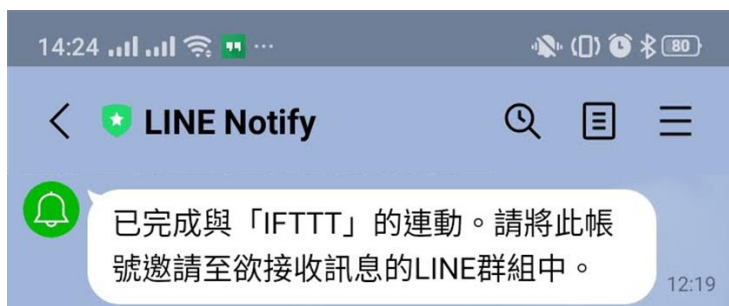 14:24
80
LINE Notify
已完成與「IFTTT」的連動。請將此帳
號邀請至欲接收訊息的LINE群組中。
12:19